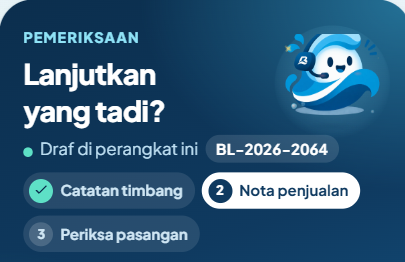 PEMERIKSAAN
Lanjutkan
yang tadi?
Draf di perangkat ini BL-2026-2064
Catatan timbang 2 Nota penjualan
3 Periksa pasangan